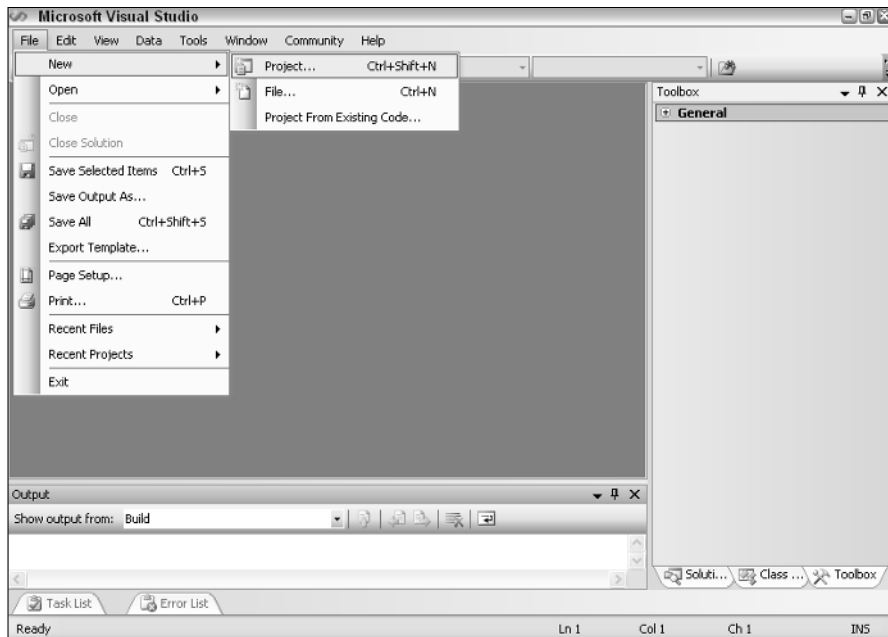 Microsoft Visual Studio
File Edit View Data Tools Window Community Help
New
Project... Ctrl+Shift+N
File... Ctrl+N
Project From Existing Code...
Open
Close
Close Solution
Save Selected Items Ctrl+S
Save Output As...
Save All Ctrl+Shift+S
Export Template...
Page Setup...
Print... Ctrl+P
Recent Files
Recent Projects
Exit
Toolbox
General
Output
Show output from: Build
Soluti... Class ... Toolbox
Task List Error List
Ready Ln 1 Col 1 Ch 1 INS